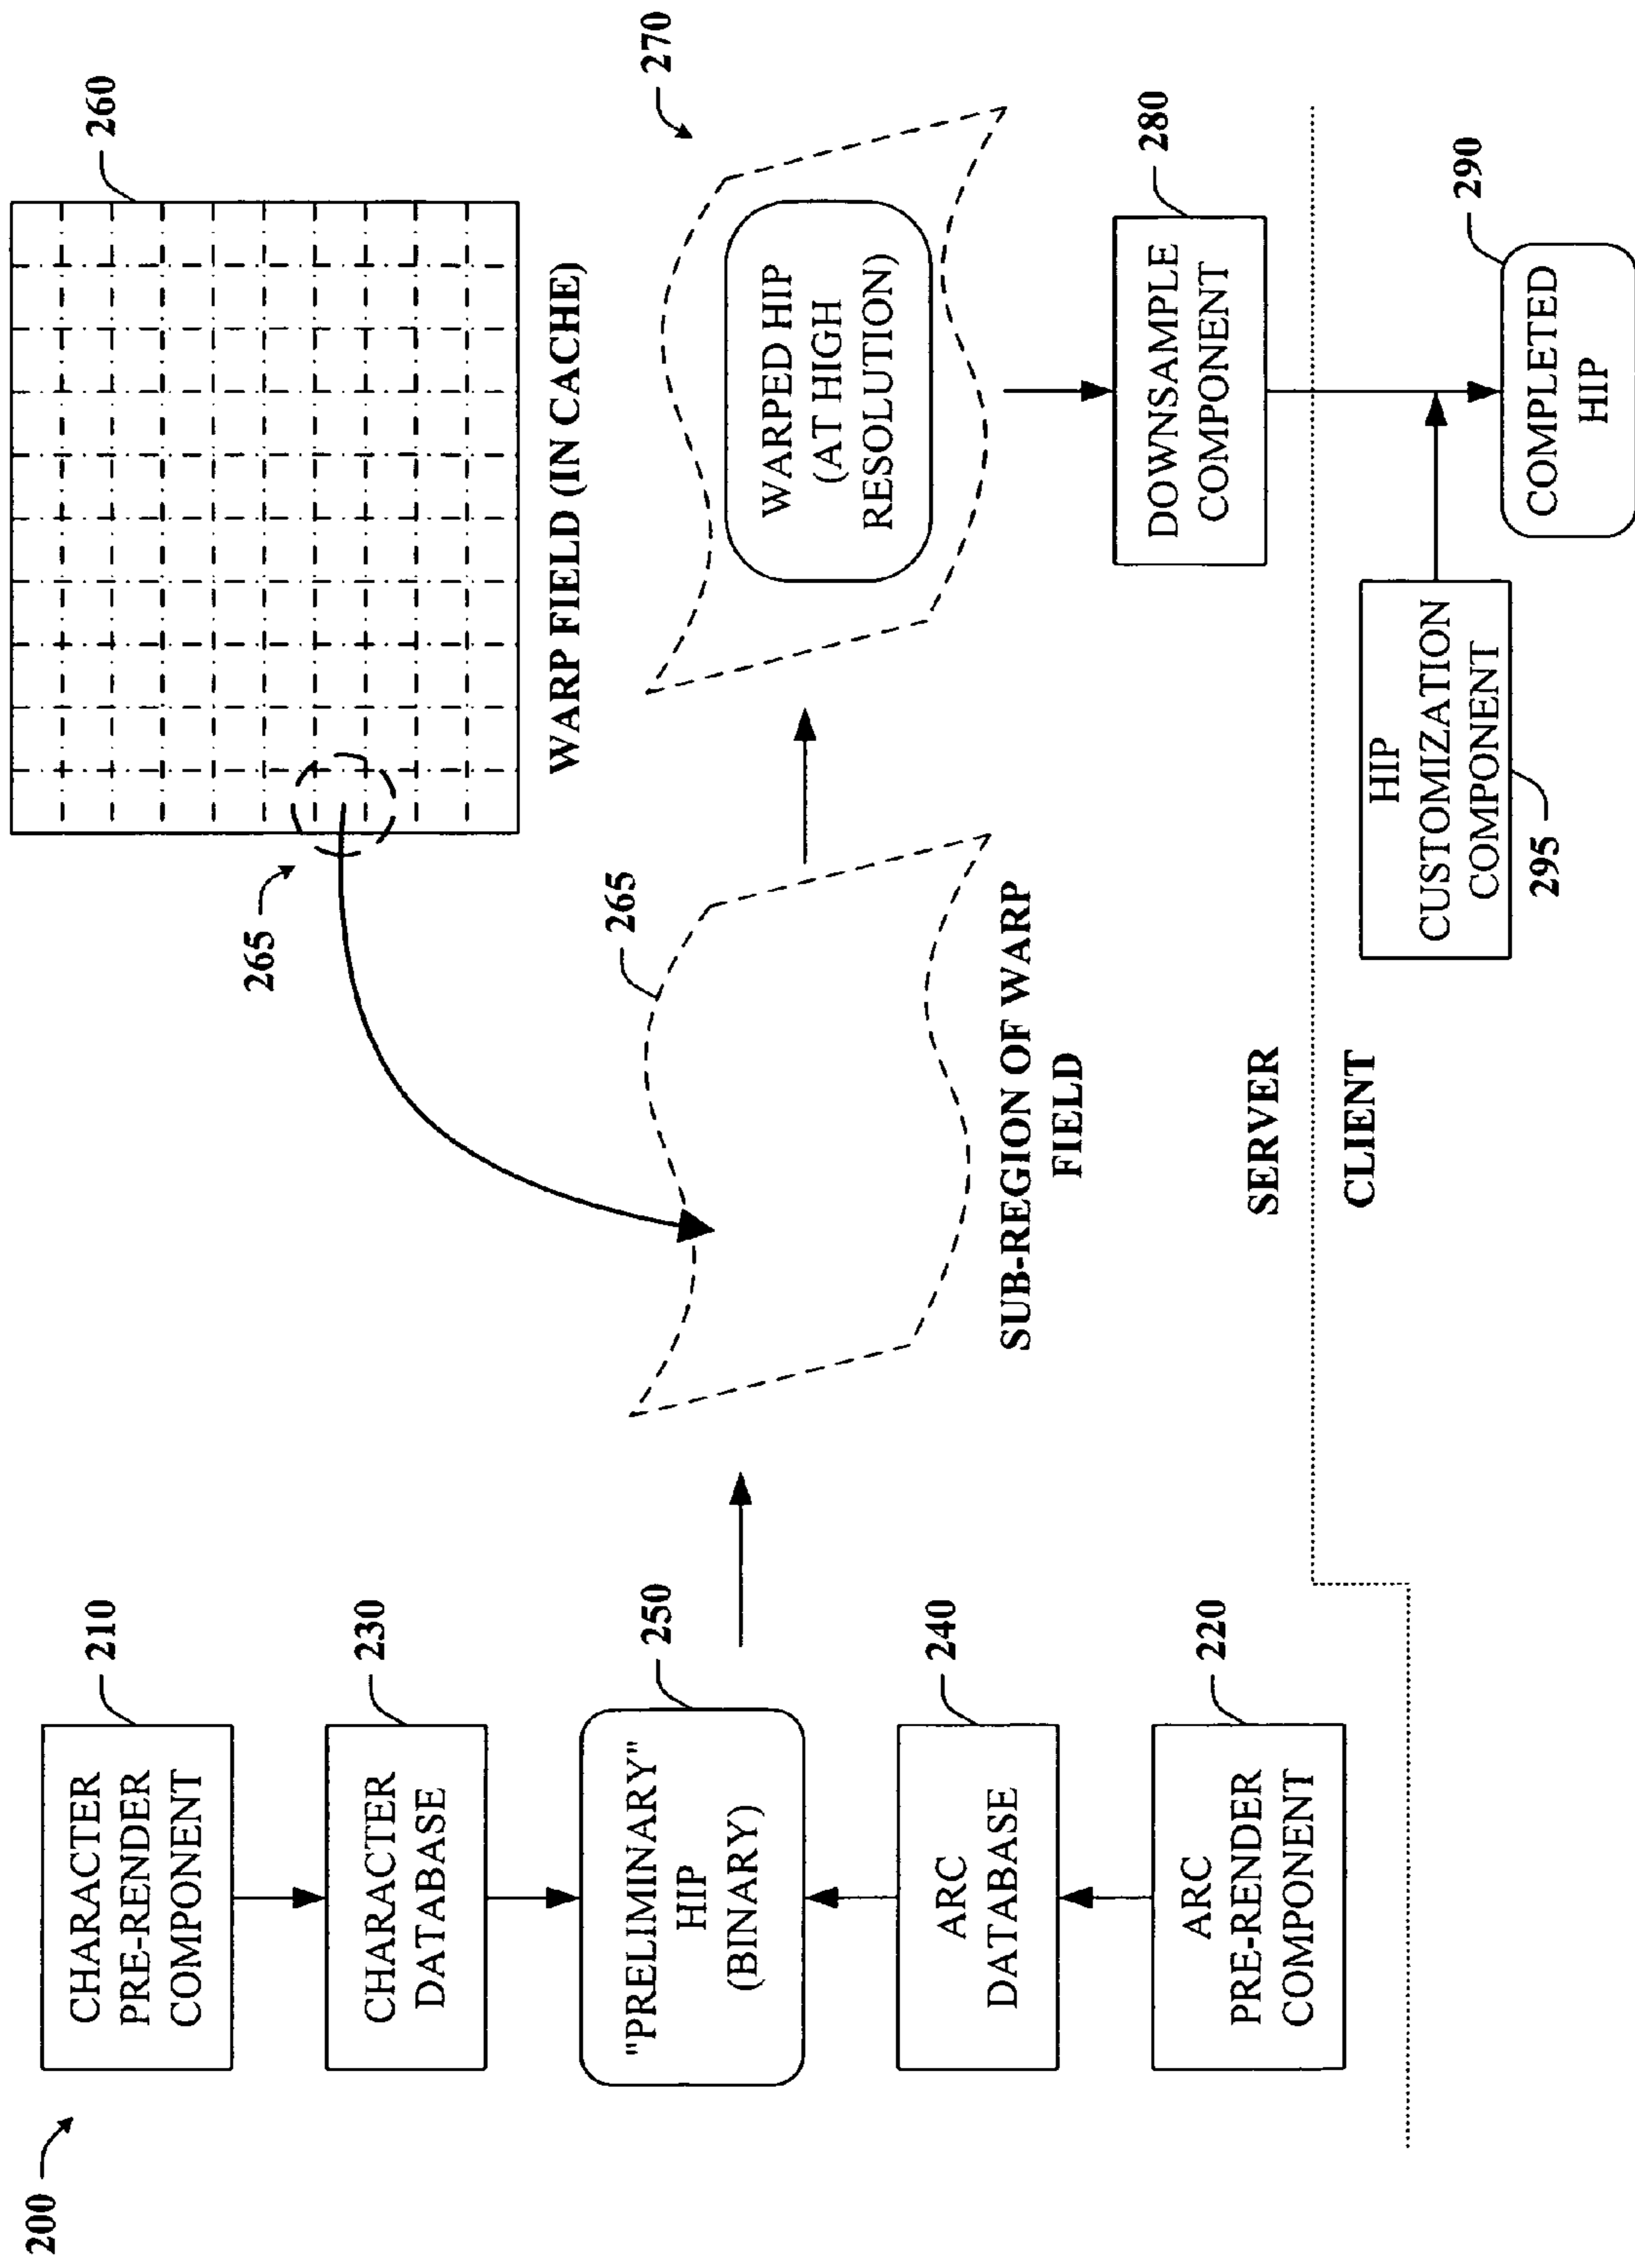 200
210
CHARACTER
PRE-RENDER
COMPONENT
230
CHARACTER
DATABASE
250
"PRELIMINARY"
HIP
(BINARY)
240
ARC
DATABASE
220
ARC
PRE-RENDER
COMPONENT
260
WARP FIELD (IN CACHE)
265
265
SUB-REGION OF WARP
FIELD
270
WARPED HIP
(AT HIGH
RESOLUTION)
280
DOWNSAMPLE
COMPONENT
SERVER
CLIENT
HIP
CUSTOMIZATION
COMPONENT
295
290
COMPLETED
HIP